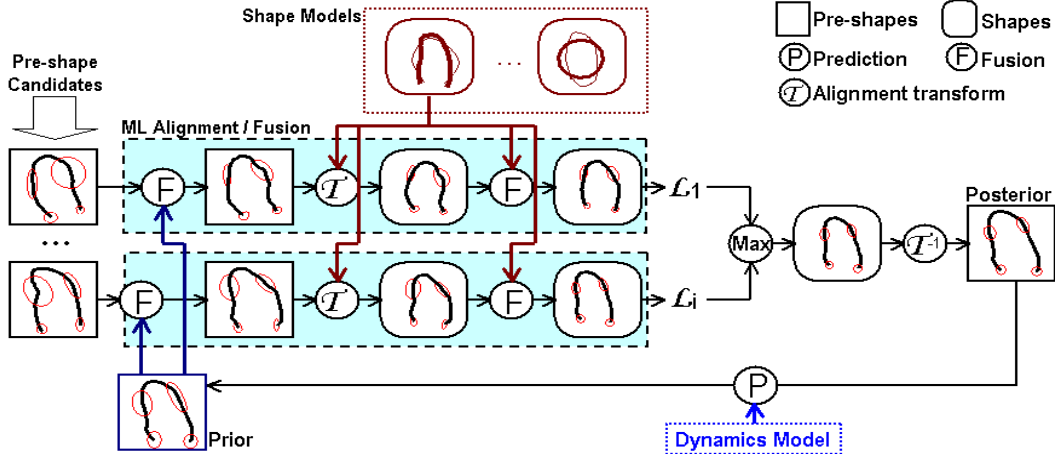 Shape Models
Pre-shapes
Shapes
P Prediction
F Fusion
T Alignment transform
Pre-shape
Candidates
ML Alignment / Fusion
...
F
T
F
L1
...
Max
T-1
Posterior
F
T
F
Li
P
Prior
Dynamics Model